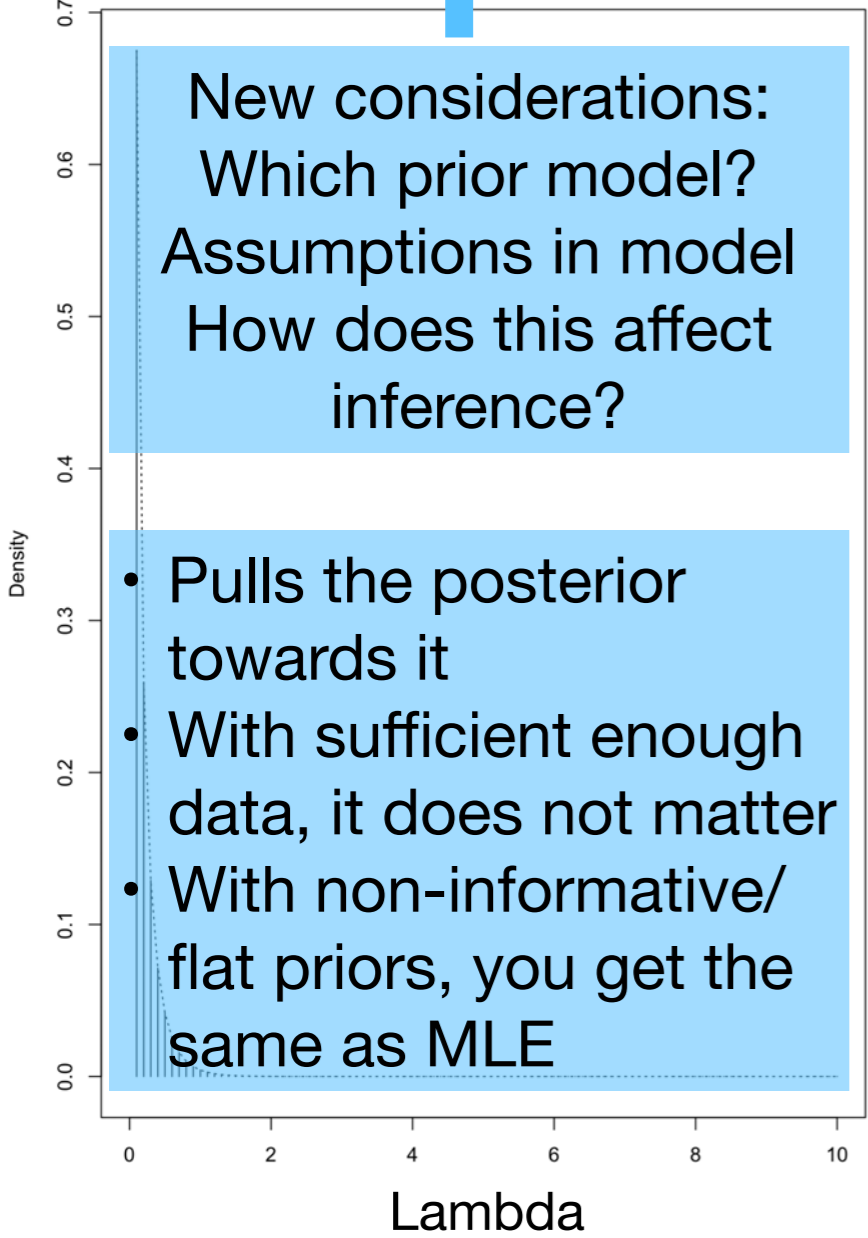 New considerations:
Which prior model?
Assumptions in model
How does this affect
inference?
• Pulls the posterior
towards it
• With sufficient enough
data, it does not matter
• With non-informative/
flat priors, you get the
same as MLE
Density
0.7
0.6
0.5
0.4
0.3
0.2
0.1
0.0
0 2 4 6 8 10
Lambda